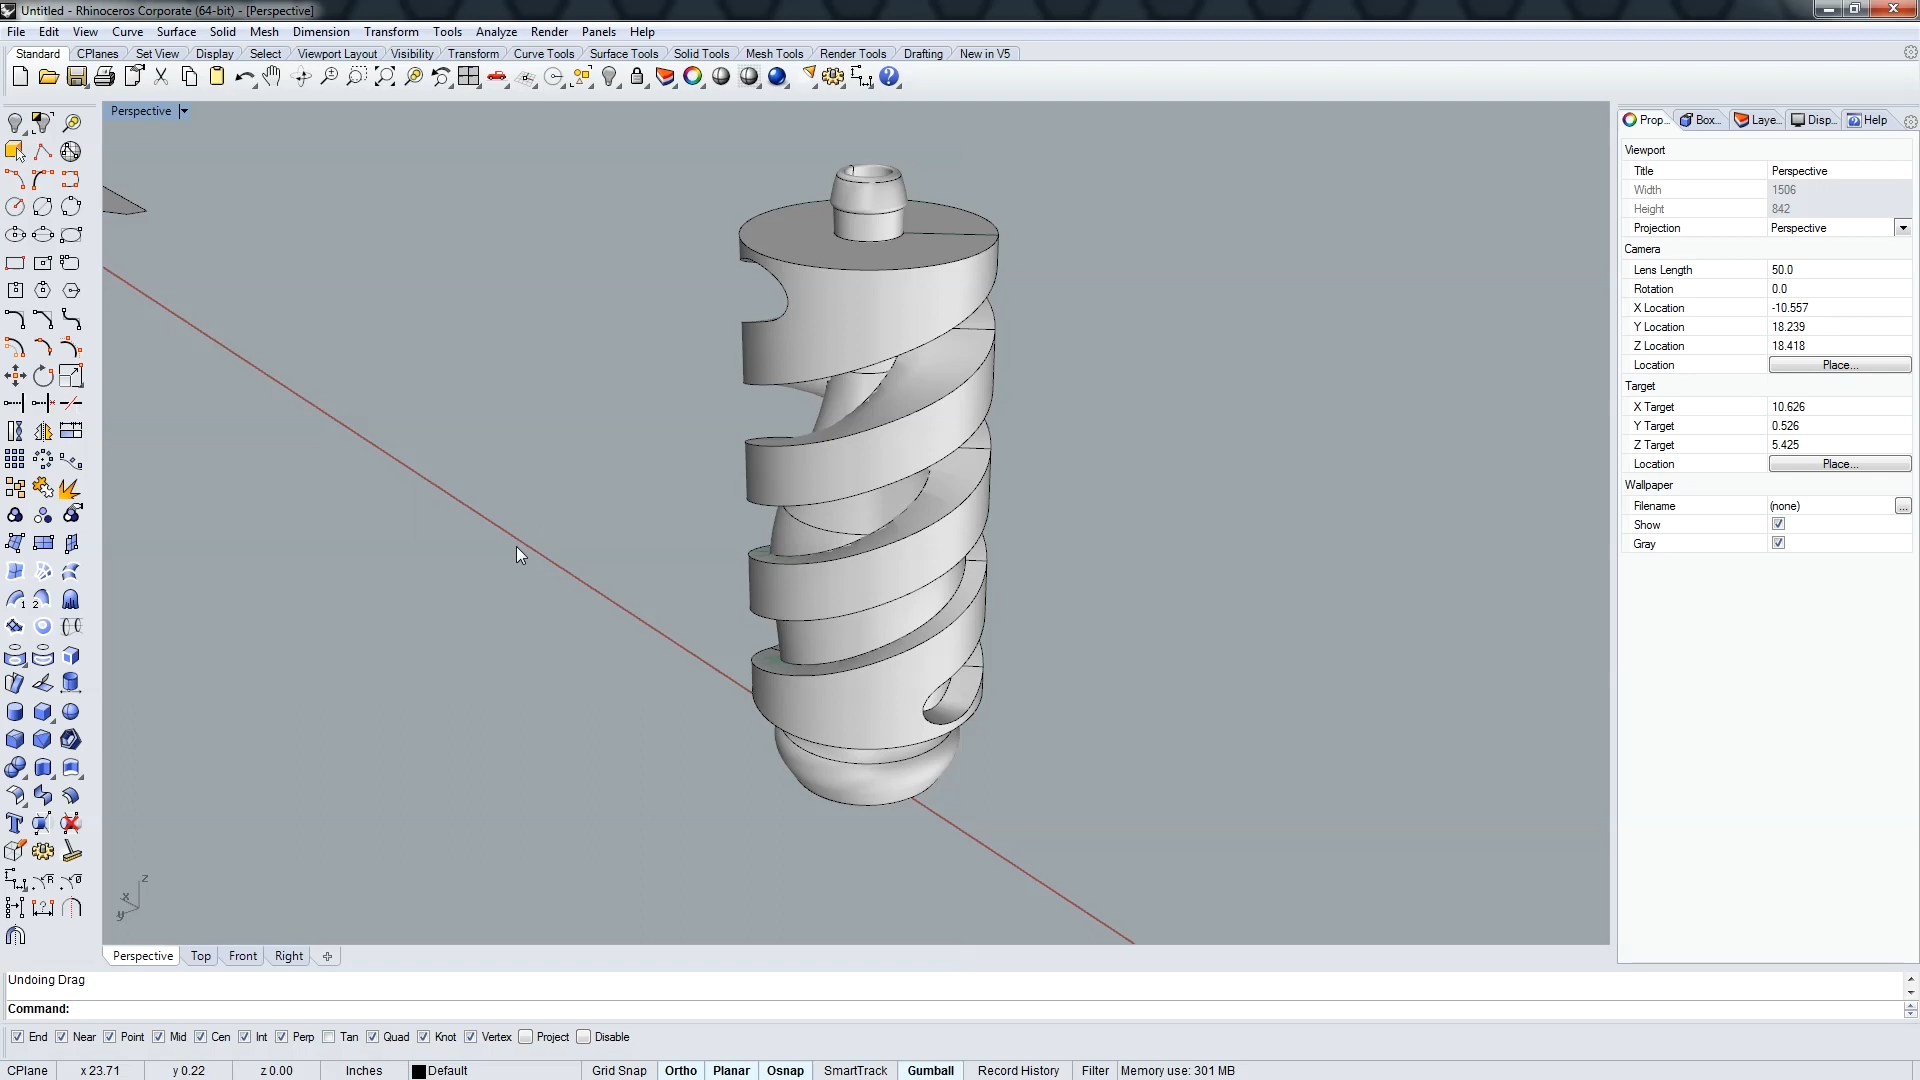 Untitled - Rhinoceros Corporate (64-bit) - [Perspective]
File Edit View Curve Surface Solid Mesh Dimension Transform Tools Analyze Render Panels Help
Standard CPlanes Set View Display Select Viewport Layout Visibility Transform Curve Tools Surface Tools Solid Tools Mesh Tools Render Tools Drafting New in V5
Perspective
Prop... Box... Laye... Disp... Help
Viewport
Title Perspective
Width 1506
Height 842
Projection Perspective
Camera
Lens Length 50.0
Rotation 0.0
X Location -10.557
Y Location 18.239
Z Location 18.418
Location Place...
Target
X Target 10.626
Y Target 0.526
Z Target 5.425
Location Place...
Wallpaper
Filename (none) ...
Show
Gray
z
x
y
Perspective Top Front Right
Undoing Drag
Command:
End Near Point Mid Cen Int Perp Tan Quad Knot Vertex Project Disable
CPlane x 23.71 y 0.22 z 0.00 Inches Default Grid Snap Ortho Planar Osnap SmartTrack Gumball Record History Filter Memory use: 301 MB